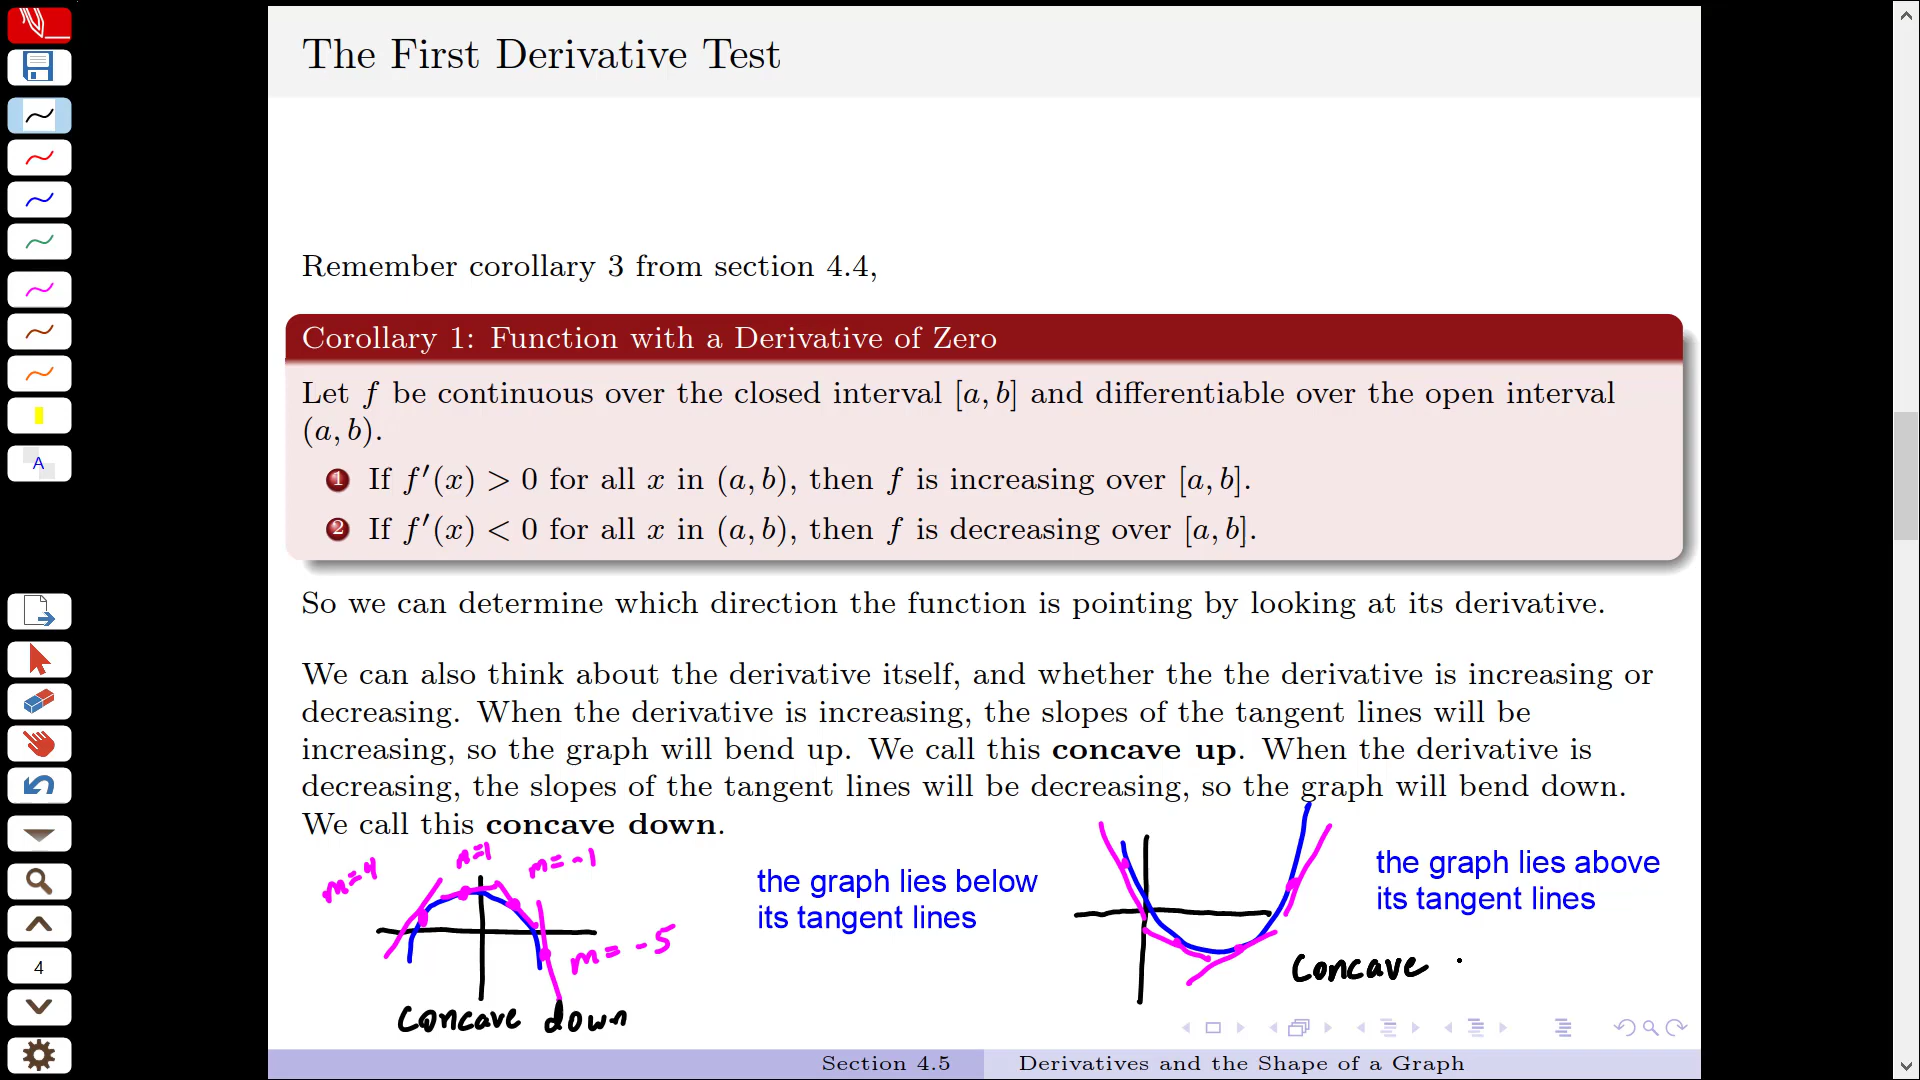 The First Derivative Test
Remember corollary 3 from section 4.4,
Corollary 1: Function with a Derivative of Zero
Let f be continuous over the closed interval [a, b] and differentiable over the open interval
(a, b).
1 If f′(x) > 0 for all x in (a, b), then f is increasing over [a, b].
2 If f′(x) < 0 for all x in (a, b), then f is decreasing over [a, b].
So we can determine which direction the function is pointing by looking at its derivative.
We can also think about the derivative itself, and whether the the derivative is increasing or
decreasing. When the derivative is increasing, the slopes of the tangent lines will be
increasing, so the graph will bend up. We call this concave up. When the derivative is
decreasing, the slopes of the tangent lines will be decreasing, so the graph will bend down.
We call this concave down.
m=4
m=1
m=-1
m=-5
the graph lies below
its tangent lines
Concave down
the graph lies above
its tangent lines
Concave
A
4
Section 4.5
Derivatives and the Shape of a Graph